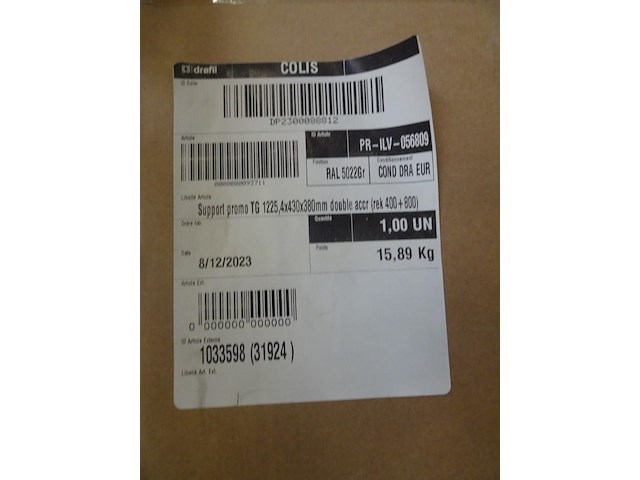 drafil COLIS
ID Colis
DP2300088812
Article
ID Article
PR-ILV-056809
Finition
Conditionnement
RAL 5022Gr
COND DRA EUR
0000000093711
Libellé Article
Support promo TG 1225,4x430x380mm double accr (rek 400+800)
Ordre fab.
Quantité
1,00 UN
Date
8/12/2023
Poids
15,89 Kg
Article Ext.
0 000000 000000
ID Article Externe
1033598 (31924 )
Libellé Art. Ext.